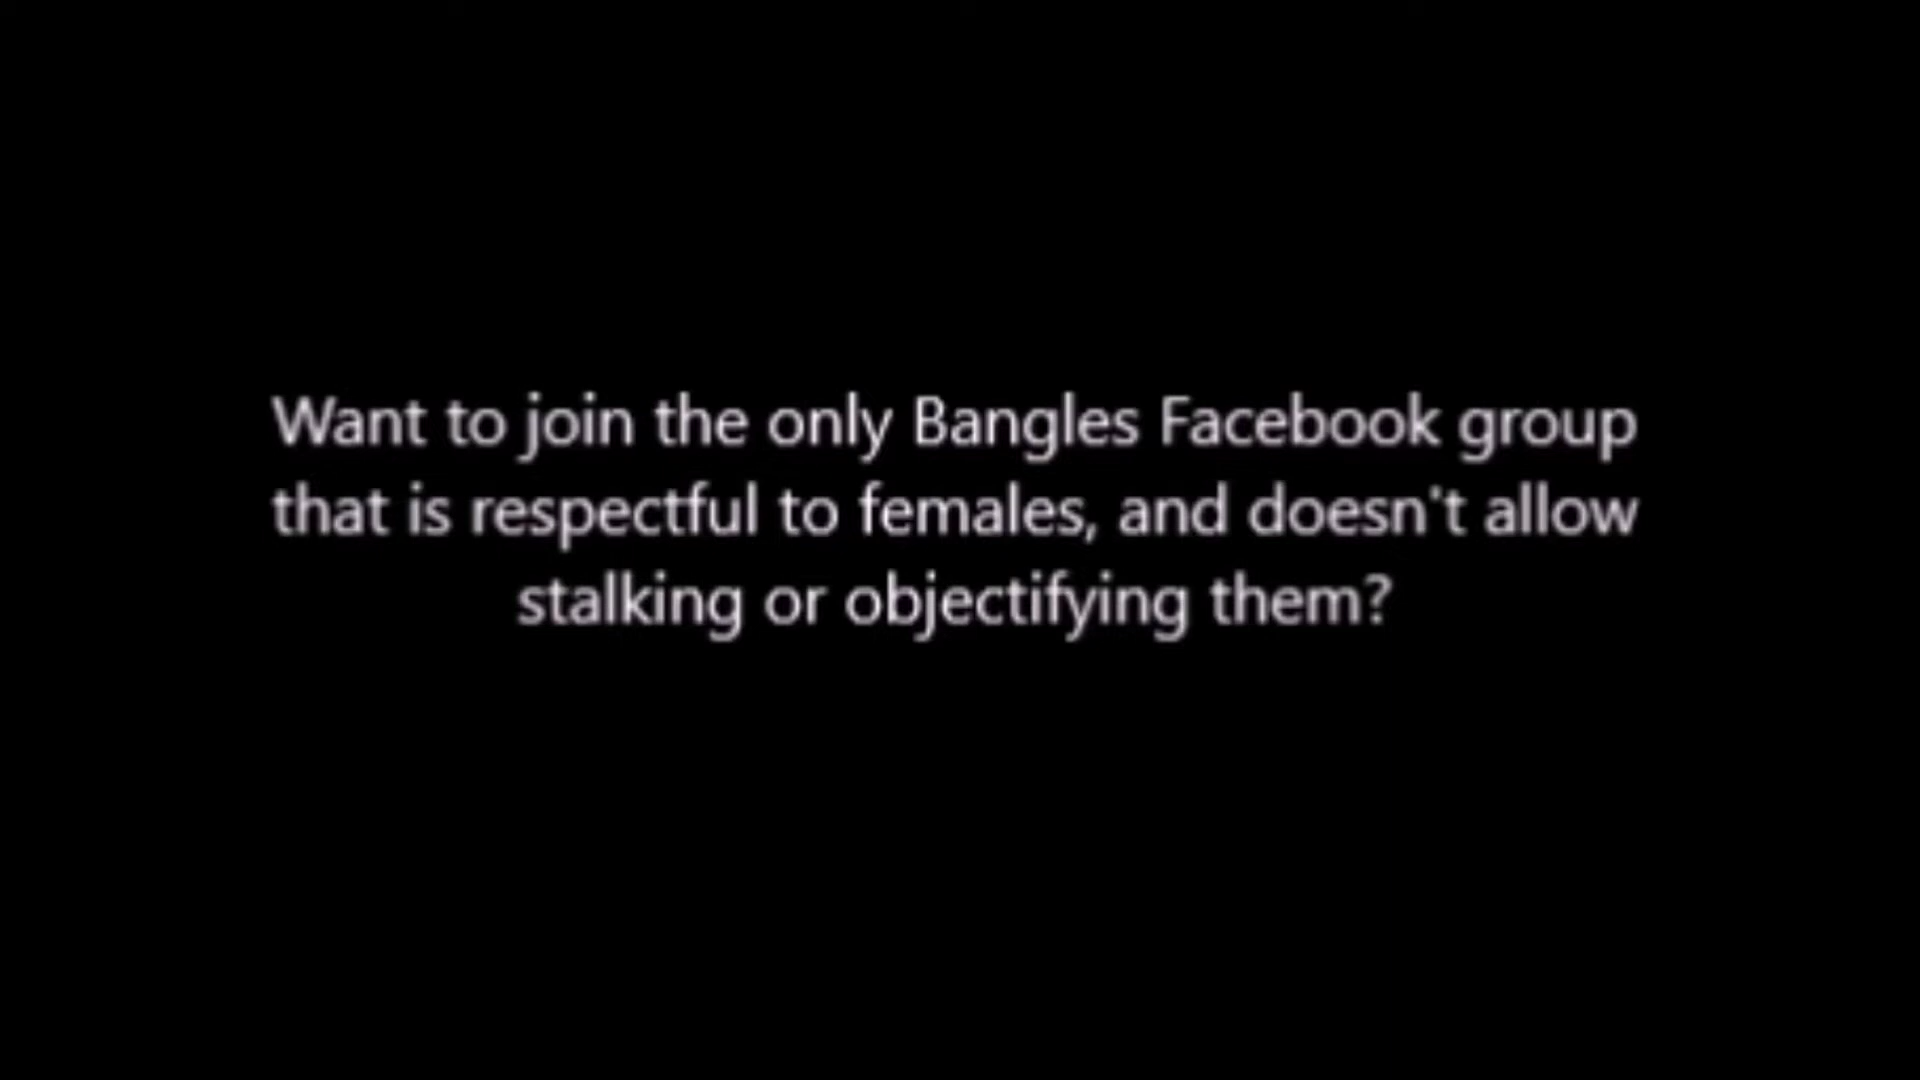 Want to join the only Bangles Facebook group
that is respectful to females, and doesn't allow
stalking or objectifying them?